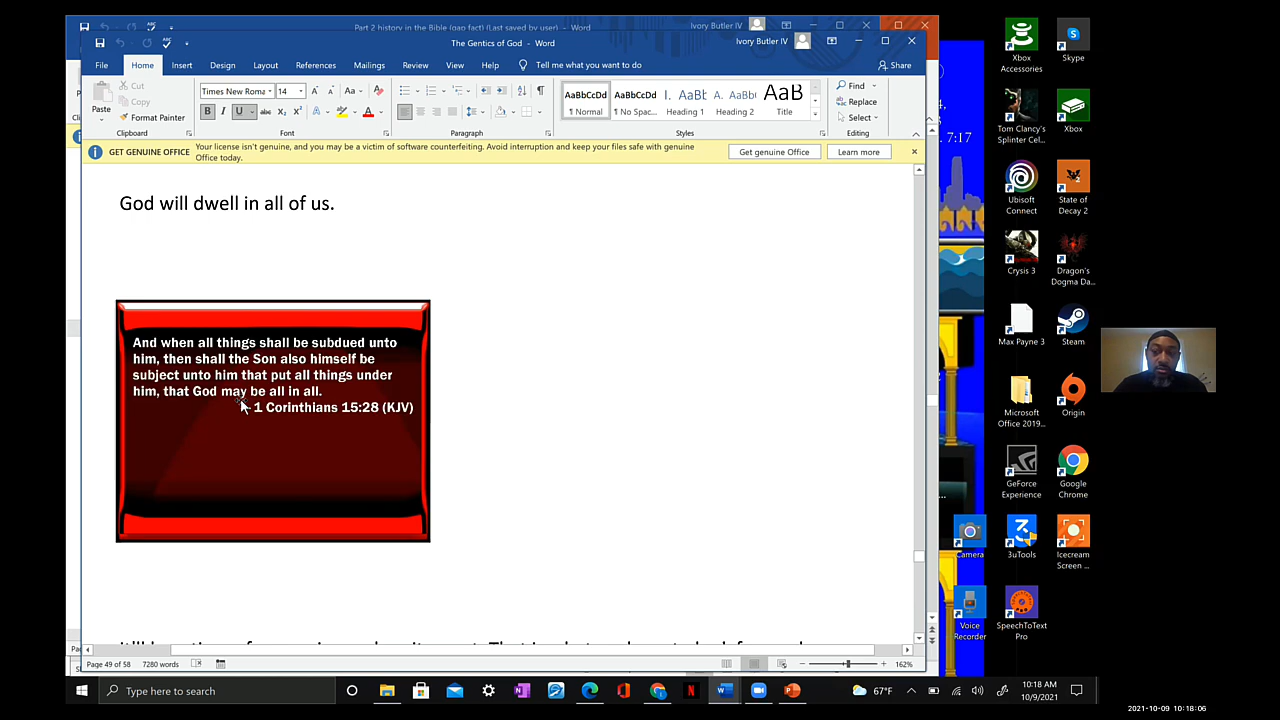 Part 2 history in the Bible (gap fact) (Last saved by user) - Word
Ivory Butler IV
The Gentics of God - Word
Ivory Butler IV
File Home Insert Design Layout References Mailings Review View Help Tell me what you want to do Share
Paste
Cut
Copy
Format Painter
Clipboard
Times New Roma 14
Font
Paragraph
AaBbCcDd AaBbCcDd AaBbC AaBbC AaB
¶ Normal ¶ No Spac... Heading 1 Heading 2 Title
Styles
Find
Replace
Select
Editing
GET GENUINE OFFICE Your license isn't genuine, and you may be a victim of software counterfeiting. Avoid interruption and keep your files safe with genuine
Office today.
Get genuine Office
Learn more
God will dwell in all of us.
And when all things shall be subdued unto
him, then shall the Son also himself be
subject unto him that put all things under
him, that God may be all in all.
1 Corinthians 15:28 (KJV)
Page 49 of 58 7280 words
162%
4,
. 7:17
Xbox
Accessories
Skype
Tom Clancy's
Splinter Cel...
Xbox
Ubisoft
Connect
State of
Decay 2
Crysis 3
Dragon's
Dogma Da...
Max Payne 3
Steam
Microsoft
Office 2019...
Origin
GeForce
Experience
Google
Chrome
Camera
3uTools
Icecream
Screen ...
Voice
Recorder
SpeechToText
Pro
Type here to search
67°F
10:18 AM
10/9/2021
2021-10-09 10:18:06